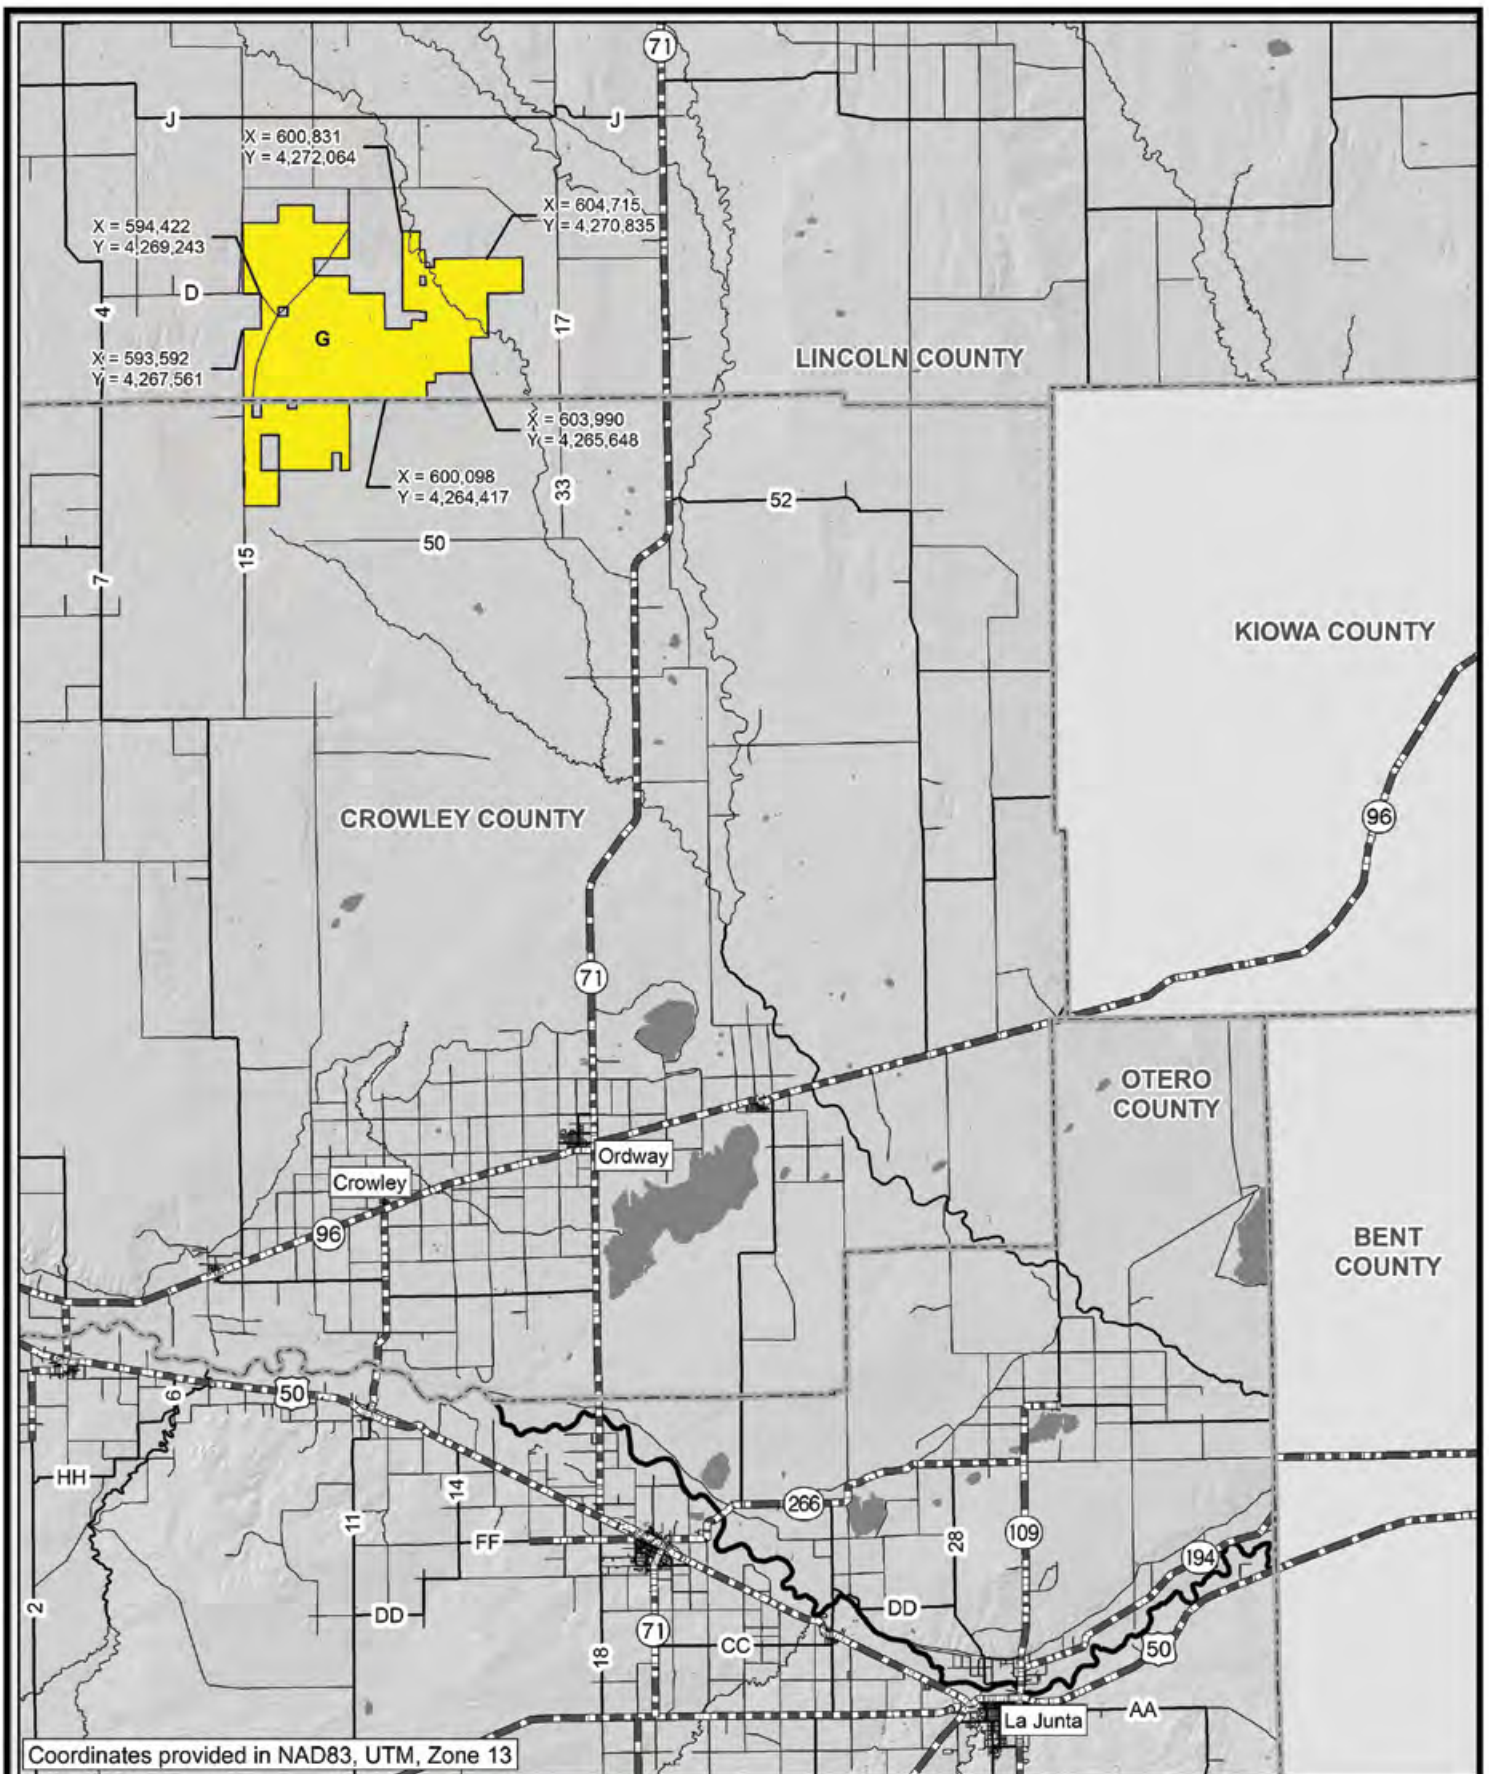 71
J
J
X = 600,831
Y = 4,272,064
X = 604,715
Y = 4,270,835
X = 594,422
Y = 4,269,243
D
4
17
G
X = 593,592
Y = 4,267,561
LINCOLN COUNTY
X = 603,990
Y = 4,265,648
X = 600,098
Y = 4,264,417
33
52
50
15
7
KIOWA COUNTY
CROWLEY COUNTY
96
71
OTERO
COUNTY
Ordway
Crowley
96
BENT
COUNTY
6
50
HH
14
266
11
FF
28
109
194
2
DD
DD
71
CC
50
18
La Junta
AA
Coordinates provided in NAD83, UTM, Zone 13